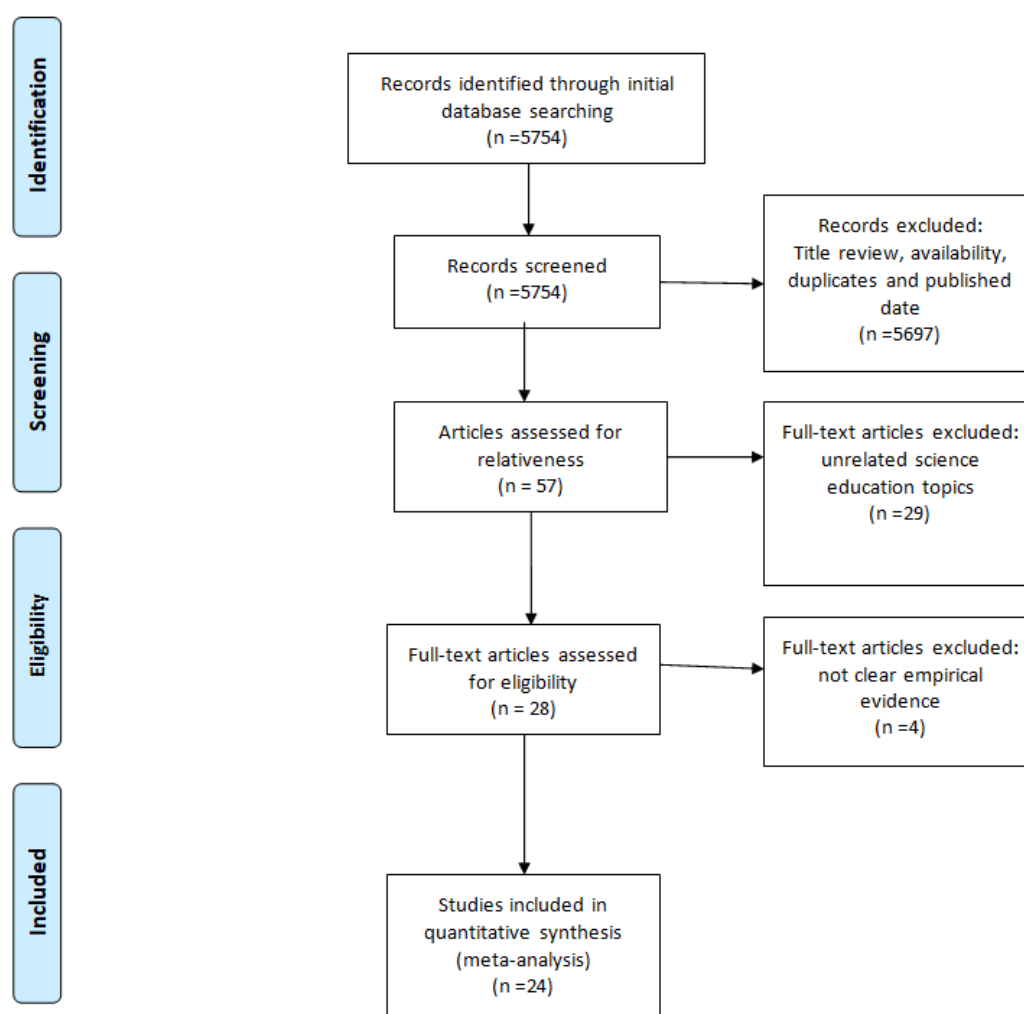 Identification
Records identified through initial
database searching
(n =5754)
Records screened
(n =5754)
Records excluded:
Title review, availability,
duplicates and published
date
(n =5697)
Screening
Articles assessed for
relativeness
(n = 57)
Full-text articles excluded:
unrelated science
education topics
(n =29)
Eligibility
Full-text articles assessed
for eligibility
(n = 28)
Full-text articles excluded:
not clear empirical
evidence
(n =4)
Included
Studies included in
quantitative synthesis
(meta-analysis)
(n =24)